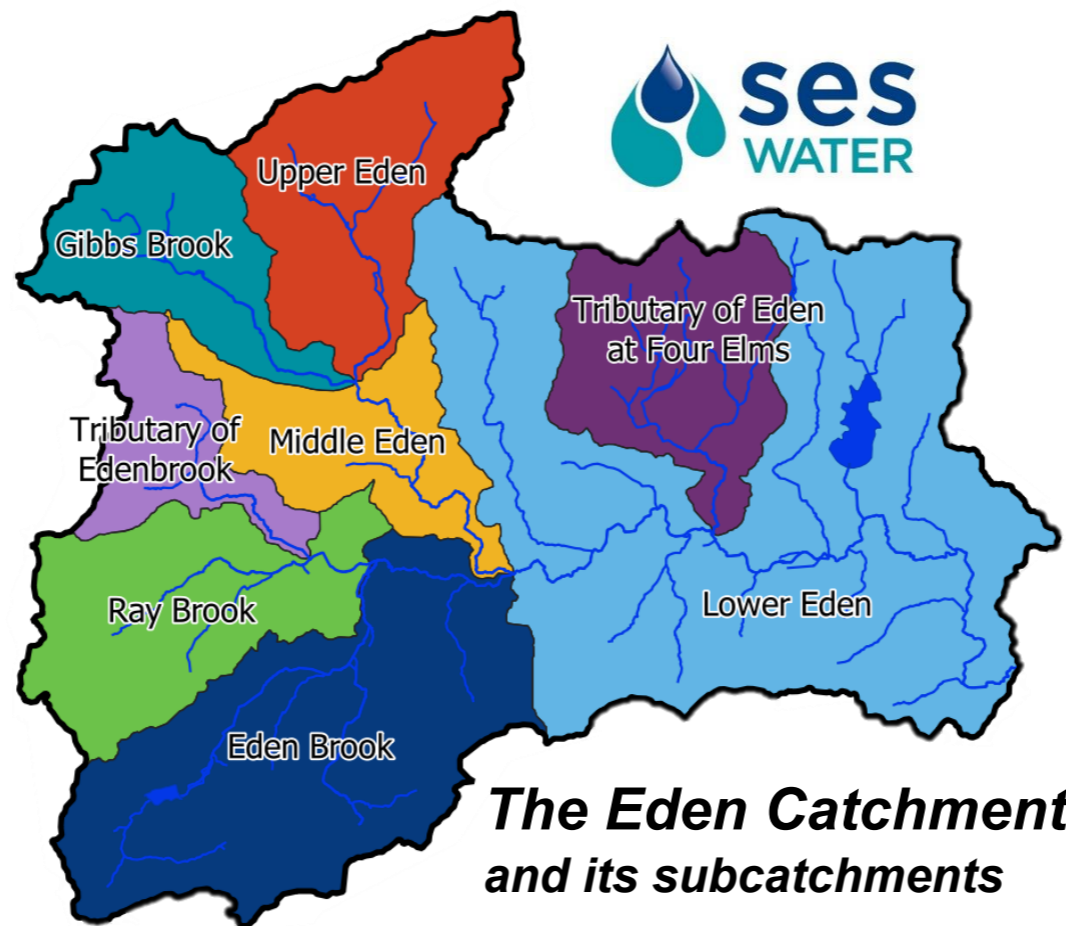 ses
WATER
Upper Eden
Gibbs Brook
Tributary of Eden
at Four Elms
Tributary of
Edenbrook
Middle Eden
Ray Brook
Lower Eden
Eden Brook
The Eden Catchment
and its subcatchments